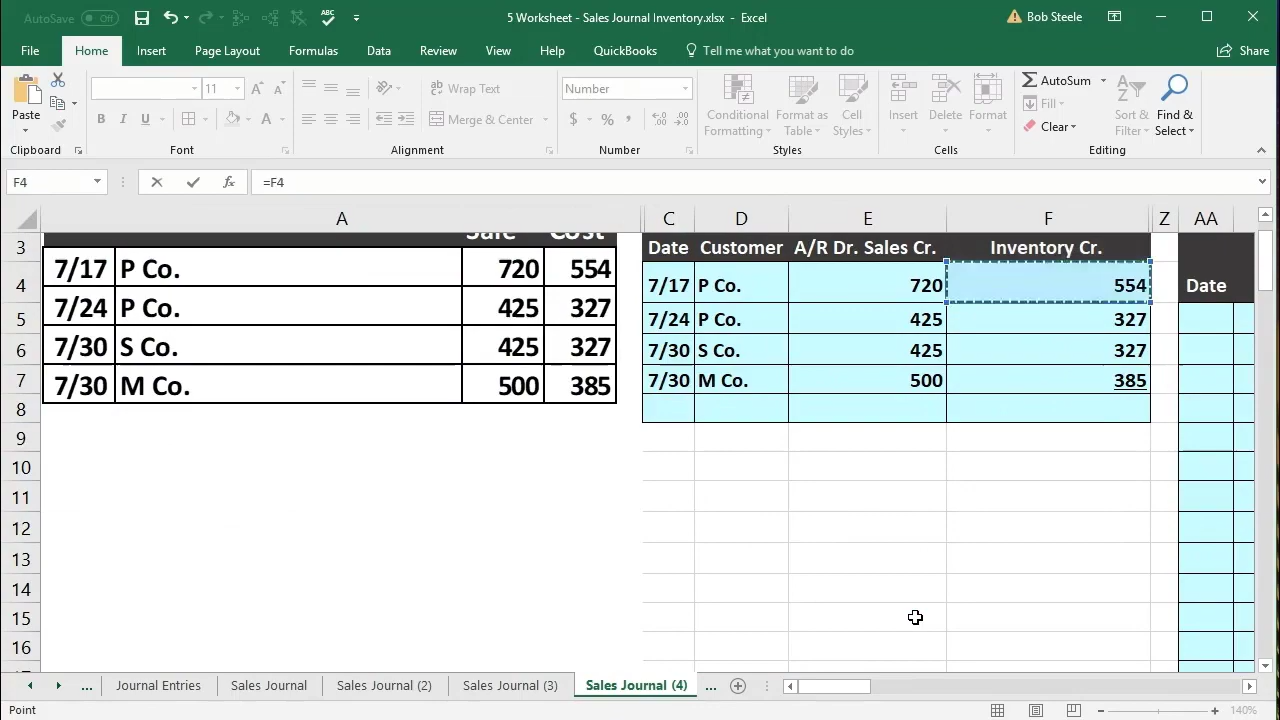 AutoSave Off
5 Worksheet - Sales Journal Inventory.xlsx - Excel
Bob Steele
File Home Insert Page Layout Formulas Data Review View Help QuickBooks Tell me what you want to do Share
Paste
11 A A
Wrap Text
Number
AutoSum
B I U A
Merge & Center
$ % ,
Conditional Formatting
Format as Table
Cell Styles
Insert Delete Format
Fill
Clear
Sort & Filter
Find & Select
Clipboard Font Alignment Number Styles Cells Editing
F4 fx =F4
A C D E F Z AA
3 Sale Cost Date Customer A/R Dr. Sales Cr. Inventory Cr.
4 7/17 P Co. 720 554 7/17 P Co. 720 554 Date
5 7/24 P Co. 425 327 7/24 P Co. 425 327
6 7/30 S Co. 425 327 7/30 S Co. 425 327
7 7/30 M Co. 500 385 7/30 M Co. 500 385
8
9
10
11
12
13
14
15
16
... Journal Entries Sales Journal Sales Journal (2) Sales Journal (3) Sales Journal (4) ...
Point 140%